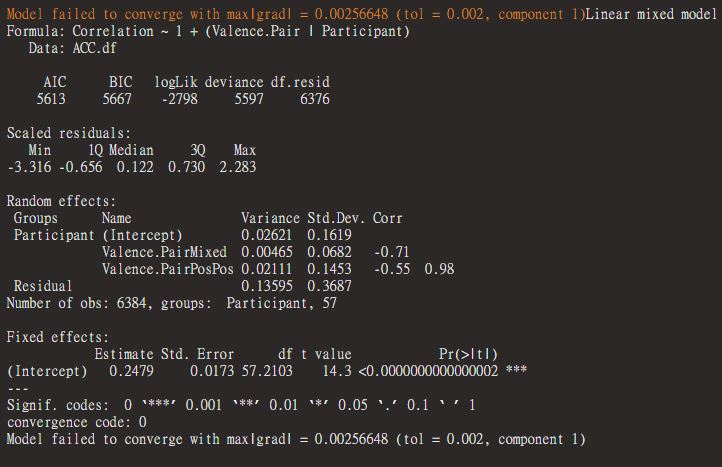 Model failed to converge with max|grad| = 0.00256648 (tol = 0.002, component 1)Linear mixed model
Formula: Correlation ~ 1 + (Valence.Pair | Participant)
   Data: ACC.df

     AIC      BIC   logLik deviance df.resid
    5613     5667    -2798     5597     6376

Scaled residuals:
   Min     1Q Median     3Q    Max
-3.316 -0.656  0.122  0.730  2.283

Random effects:
 Groups      Name               Variance Std.Dev. Corr
 Participant (Intercept)        0.02621  0.1619
             Valence.PairMixed  0.00465  0.0682   -0.71
             Valence.PairPosPos 0.02111  0.1453   -0.55  0.98
 Residual                       0.13595  0.3687
Number of obs: 6384, groups:  Participant, 57

Fixed effects:
            Estimate Std. Error      df t value            Pr(>|t|)
(Intercept)   0.2479     0.0173 57.2103    14.3 <0.0000000000000002 ***
---
Signif. codes:  0 ‘***’ 0.001 ‘**’ 0.01 ‘*’ 0.05 ‘.’ 0.1 ‘ ’ 1
convergence code: 0
Model failed to converge with max|grad| = 0.00256648 (tol = 0.002, component 1)